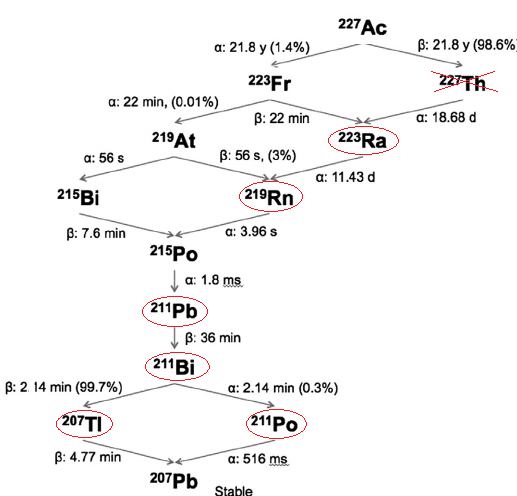 ²²⁷Ac
α: 21.8 y (1.4%) β: 21.8 y (98.6%)
²²³Fr ²²⁷Th
α: 22 min, (0.01%) β: 22 min α: 18.68 d
²¹⁹At ²²³Ra
α: 56 s β: 56 s, (3%) α: 11.43 d
²¹⁵Bi ²¹⁹Rn
β: 7.6 min α: 3.96 s
²¹⁵Po
α: 1.8 ms
²¹¹Pb
β: 36 min
²¹¹Bi
β: 2.14 min (99.7%) α: 2.14 min (0.3%)
²⁰⁷Tl ²¹¹Po
β: 4.77 min α: 516 ms
²⁰⁷Pb Stable